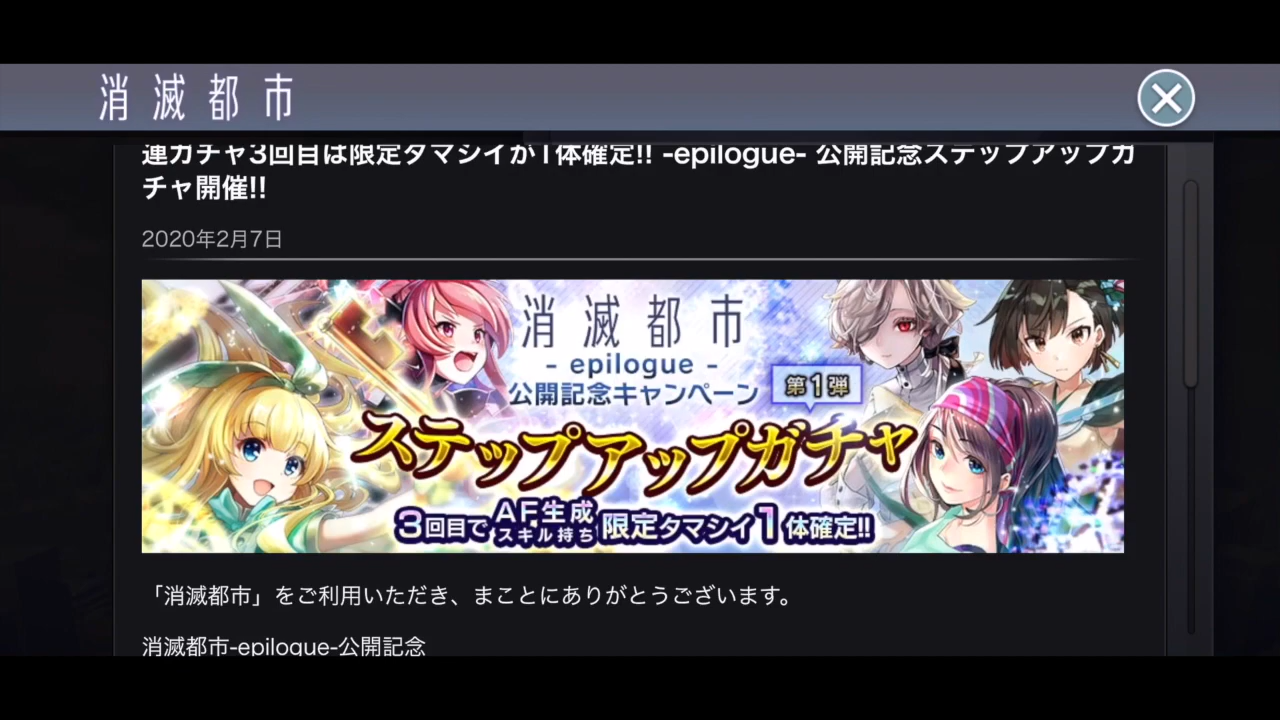 消滅都市
連ガチャ3回目は限定タマシイが1体確定!! -epilogue- 公開記念ステップアップガ
チャ開催!!
2020年2月7日
消滅都市
- epilogue -
公開記念キャンペーン
第1弾
ステップアップガチャ
3回目でAF生成スキル持ち限定タマシイ1体確定!!
「消滅都市」をご利用いただき、まことにありがとうございます。
消滅都市-epilogue-公開記念